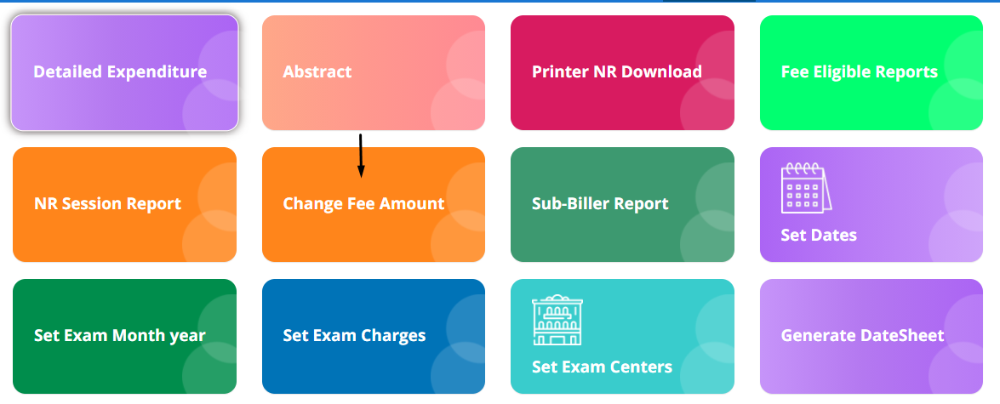 Detailed Expenditure
Abstract
Printer NR Download
Fee Eligible Reports
NR Session Report
Change Fee Amount
Sub-Biller Report
Set Dates
Set Exam Month year
Set Exam Charges
Set Exam Centers
Generate DateSheet